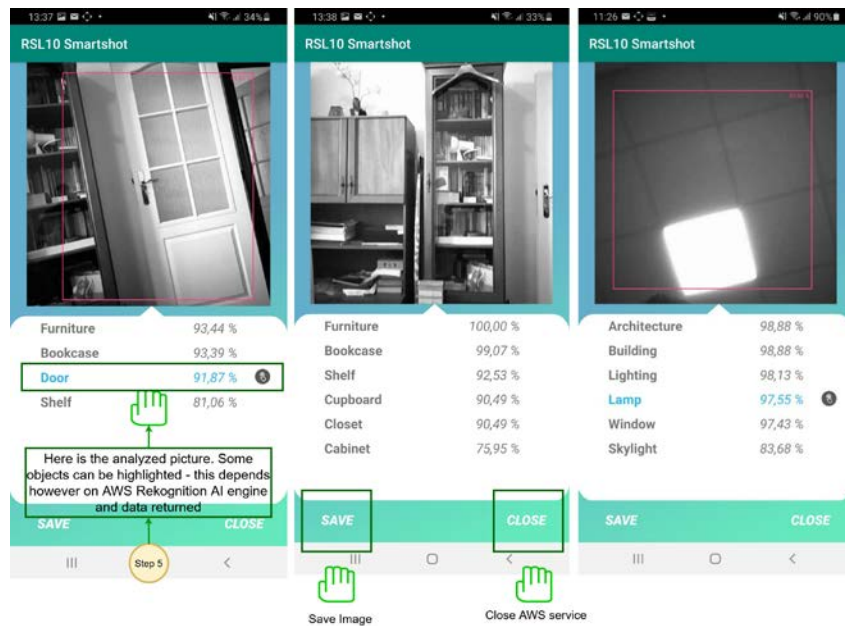 13:37 34%
RSL10 Smartshot
Furniture 93,44 %
Bookcase 93,39 %
Door 91,87 %
Shelf 81,06 %
Here is the analyzed picture. Some
objects can be highlighted - this depends
however on AWS Rekognition AI engine
and data returned
SAVE CLOSE
Step 5
13:38 33%
RSL10 Smartshot
Furniture 100,00 %
Bookcase 99,07 %
Shelf 92,53 %
Cupboard 90,49 %
Closet 90,49 %
Cabinet 75,95 %
SAVE CLOSE
Save Image
Close AWS service
11:26 90%
RSL10 Smartshot
Architecture 98,88 %
Building 98,88 %
Lighting 98,13 %
Lamp 97,55 %
Window 97,43 %
Skylight 83,68 %
SAVE CLOSE